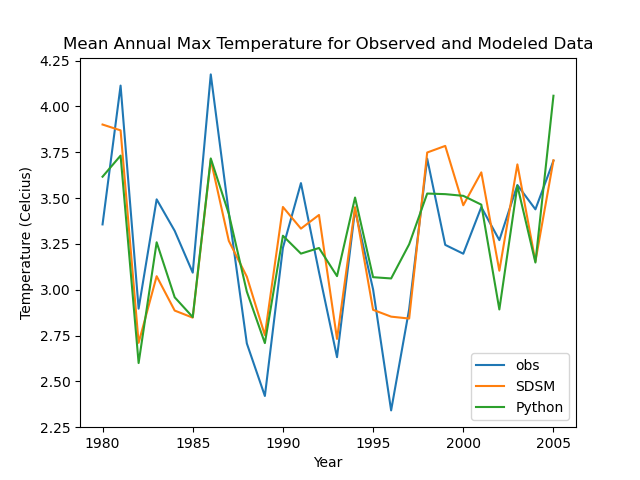 Mean Annual Max Temperature for Observed and Modeled Data
4.25
4.00
3.75
3.50
3.25
3.00
2.75
2.50
2.25
Temperature (Celcius)
obs
SDSM
Python
1980 1985 1990 1995 2000 2005
Year